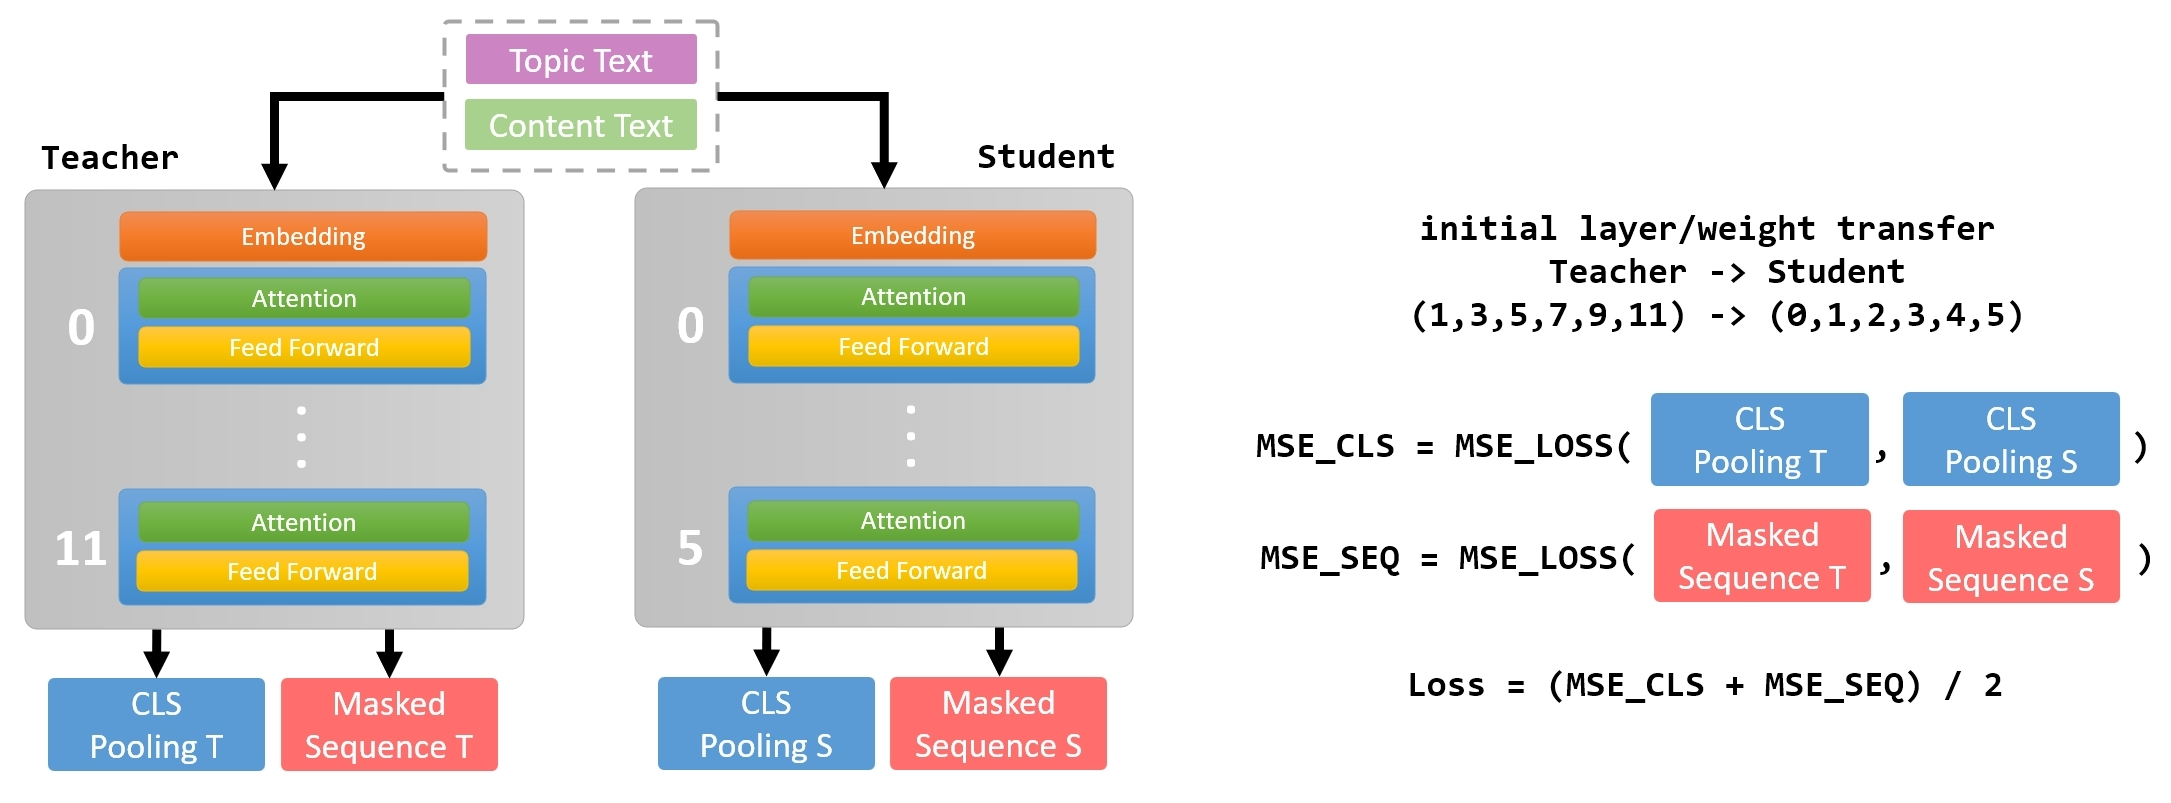 Topic Text
Content Text
Teacher
Embedding
0
Attention
Feed Forward
11
Attention
Feed Forward
CLS
Pooling T
Masked
Sequence T
Student
Embedding
0
Attention
Feed Forward
5
Attention
Feed Forward
CLS
Pooling S
Masked
Sequence S
initial layer/weight transfer
Teacher -> Student
(1,3,5,7,9,11) -> (0,1,2,3,4,5)
MSE_CLS = MSE_LOSS( CLS Pooling T , CLS Pooling S )
MSE_SEQ = MSE_LOSS( Masked Sequence T , Masked Sequence S )
Loss = (MSE_CLS + MSE_SEQ) / 2